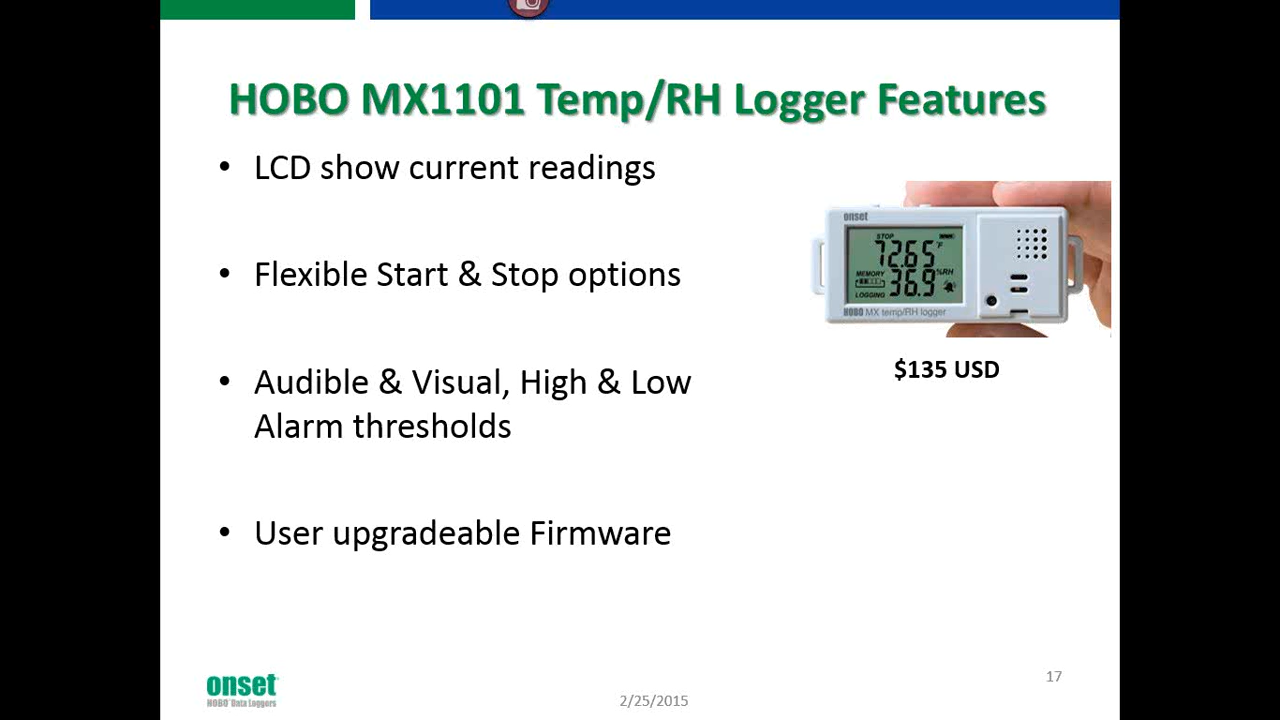 HOBO MX1101 Temp/RH Logger Features
• LCD show current readings
• Flexible Start & Stop options
• Audible & Visual, High & Low
Alarm thresholds
• User upgradeable Firmware
onset
STOP
72.65 °F
MEMORY
36.9 %RH
LOGGING
HOBO MX temp/RH logger
$135 USD
onset
HOBO Data Loggers
2/25/2015
17